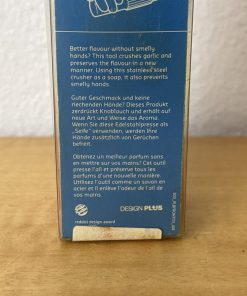 Better flavour without smelly
hands? This tool crushes garlic and
preserves the flavour in a new
manner. Using this stainless steel
crusher as a soap, it also prevents
smelly hands.
Guter Geschmack und keine
riechenden Hände? Dieses Produkt
zerdrückt Knoblauch und erhält auf
neue Art und Weise das Aroma.
Wenn Sie diese Edelstahlpresse als
„Seife" verwenden, werden Ihre
Hände zusätzlich von Gerüchen
befreit.
Obtenez un meilleur parfum sans
en mettre sur vos mains? Cet outil
presse l'ail et préserve tous les
parfums d'une nouvelle manière.
Utilisez l'outil comme un savon en
acier et il enlève l'odeur de l'ail de
vos mains.
DESIGN PLUS
reddot design award